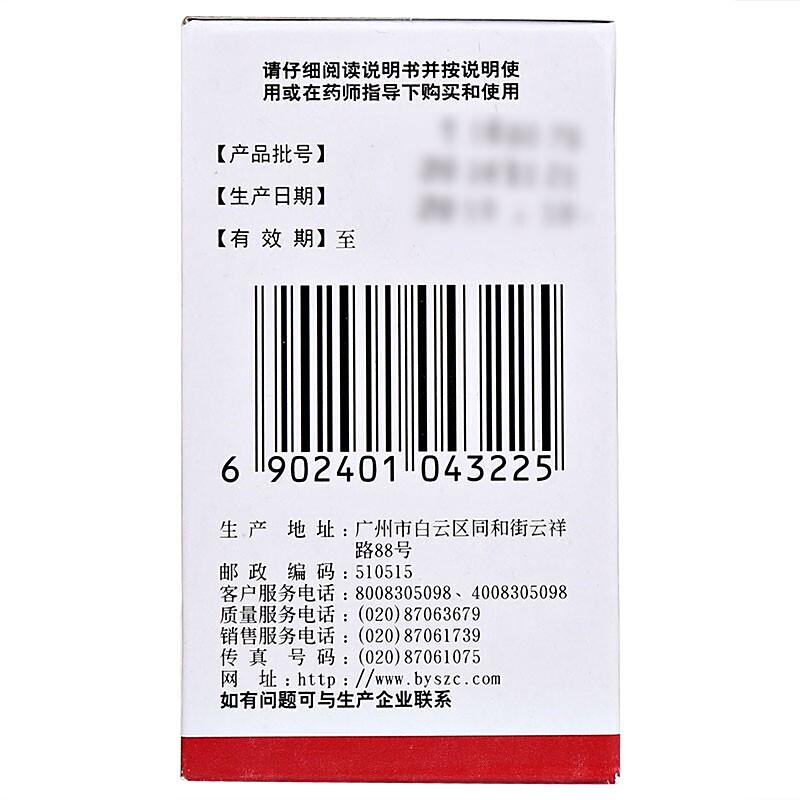 请仔细阅读说明书并按说明使
用或在药师指导下购买和使用
【产品批号】
【生产日期】
【有 效 期】至
6 902401 043225
生 产 地 址：广州市白云区同和街云祥
路88号
邮 政 编 码：510515
客户服务电话：8008305098、4008305098
质量服务电话：(020)87063679
销售服务电话：(020)87061739
传 真 号 码：(020)87061075
网 址：http：//www.byszc.com
如有问题可与生产企业联系